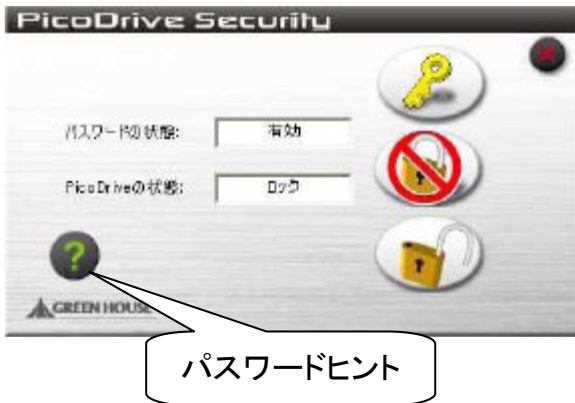 PicoDrive Security
パスワードの状態: 有効
PicoDriveの状態: ロック
?
GREEN HOUSE
パスワードヒント